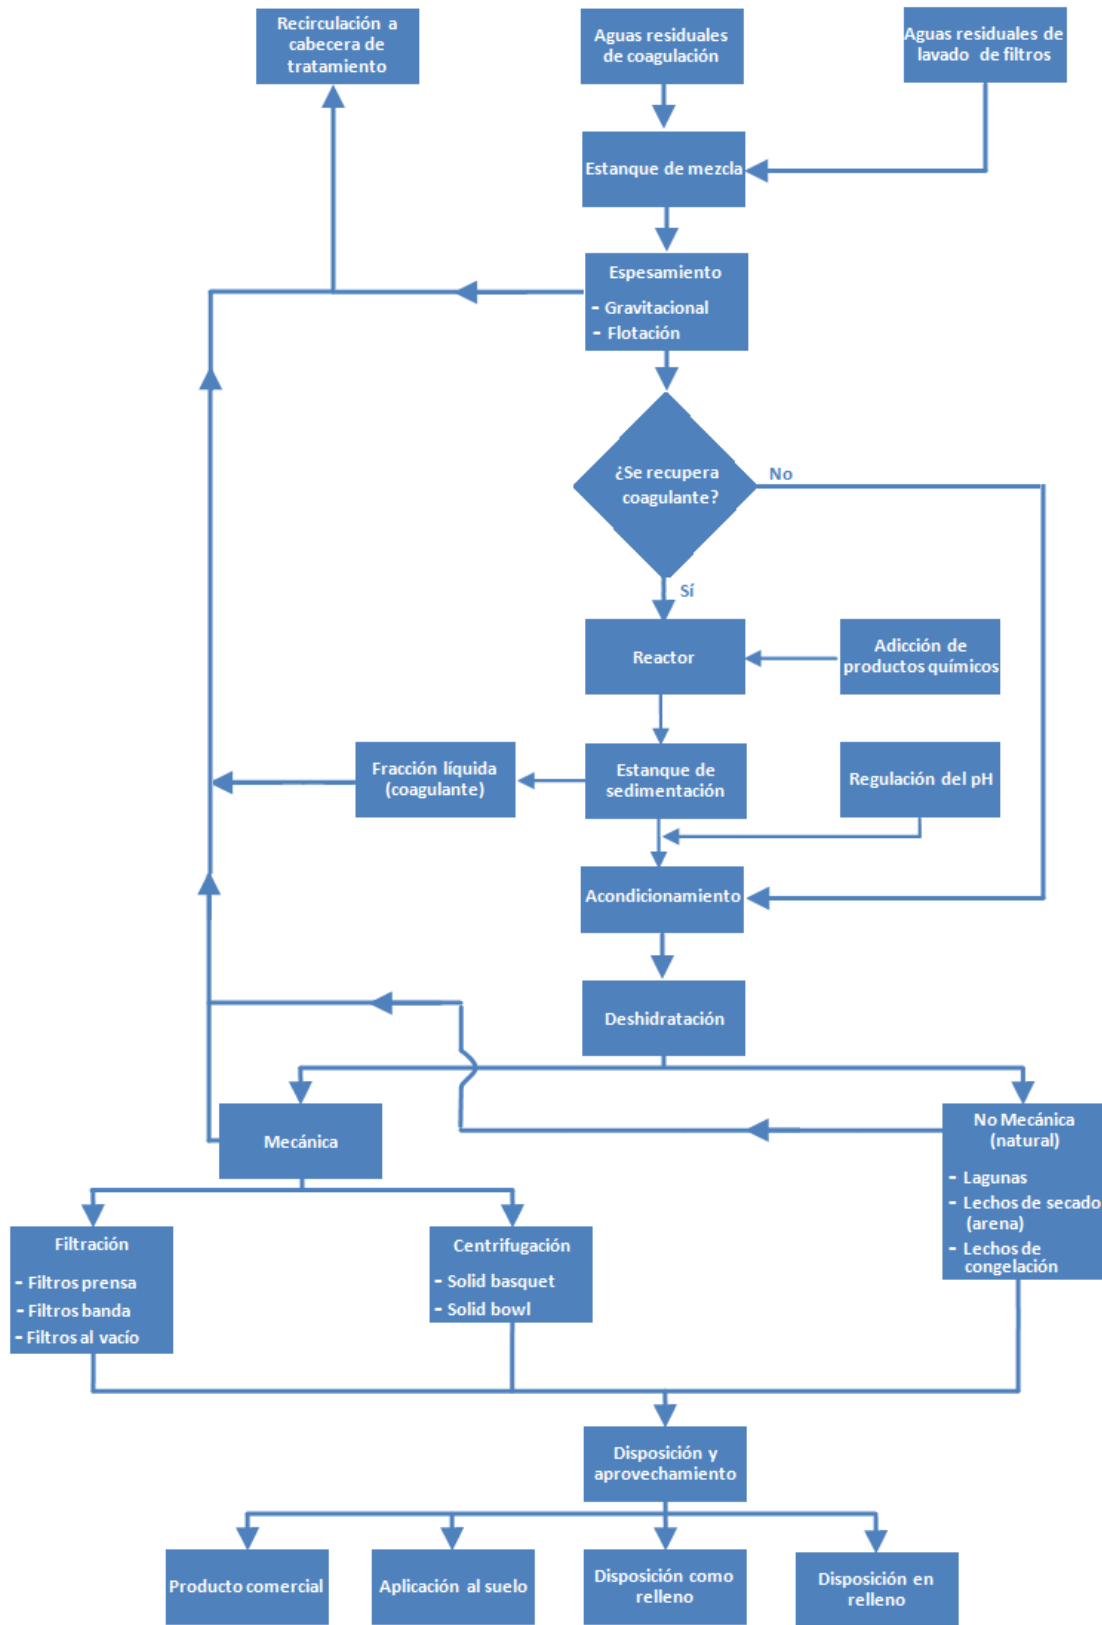 Recirculación a
cabecera de
tratamiento
Aguas residuales
de coagulación
Aguas residuales de
lavado de filtros
Estanque de mezcla
Espesamiento
- Gravitacional
- Flotación
¿Se recupera
coagulante?
No
Sí
Reactor
Adicción de
productos químicos
Fracción líquida
(coagulante)
Estanque de
sedimentación
Regulación del pH
Acondicionamiento
Deshidratación
Mecánica
No Mecánica
(natural)
- Lagunas
- Lechos de secado
(arena)
- Lechos de
congelación
Filtración
- Filtros prensa
- Filtros banda
- Filtros al vacío
Centrifugación
- Solid basquet
- Solid bowl
Disposición y
aprovechamiento
Producto comercial
Aplicación al suelo
Disposición como
relleno
Disposición en
relleno